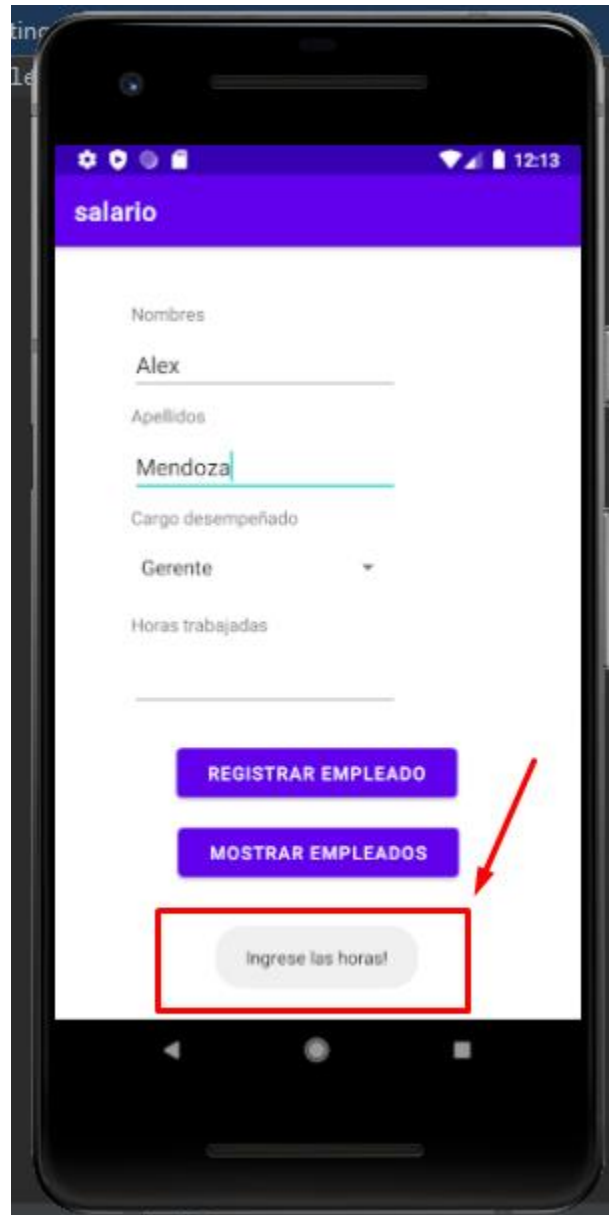 12:13
salario
Nombres
Alex
Apellidos
Mendoza
Cargo desempeñado
Gerente
Horas trabajadas
REGISTRAR EMPLEADO
MOSTRAR EMPLEADOS
Ingrese las horas!